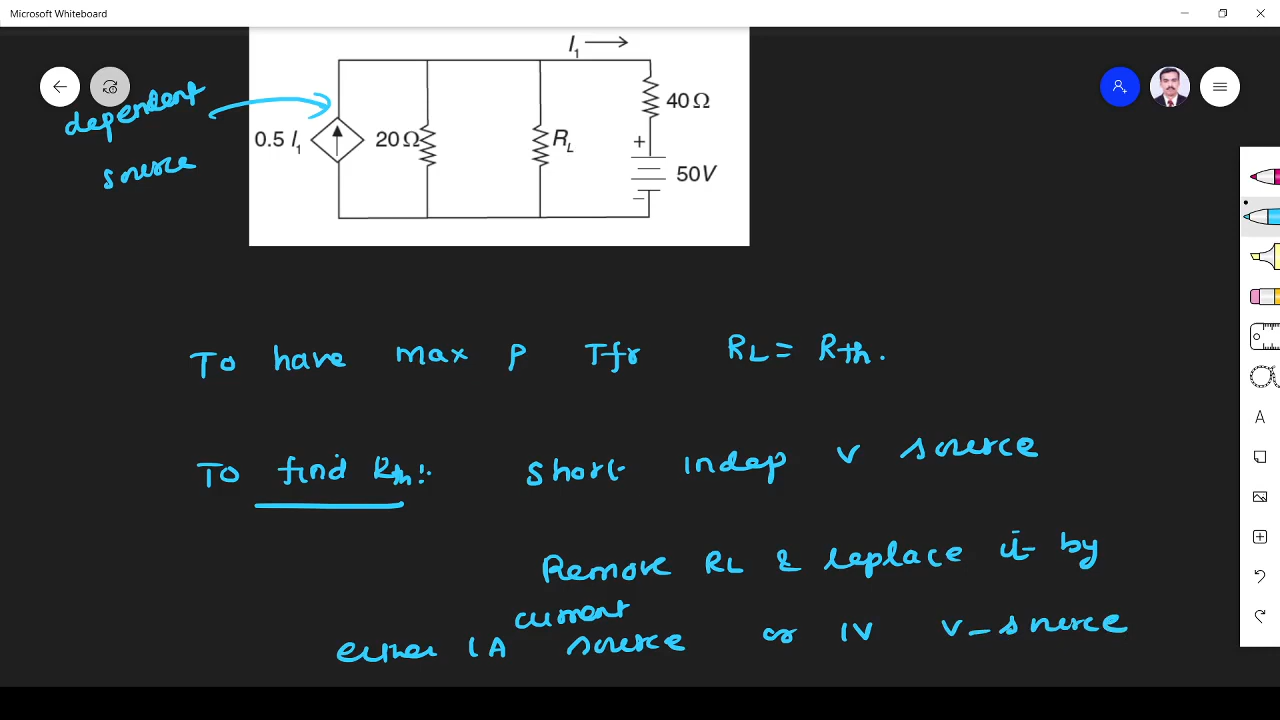 Microsoft Whiteboard
I1
dependent
source
0.5 I1
20Ω
RL
40Ω
+
50V
−
To have max P Tfr RL = Rth.
To find Rth:. Short indep V source
Remove RL & replace it by
current
either 1A source or 1V V-source
A